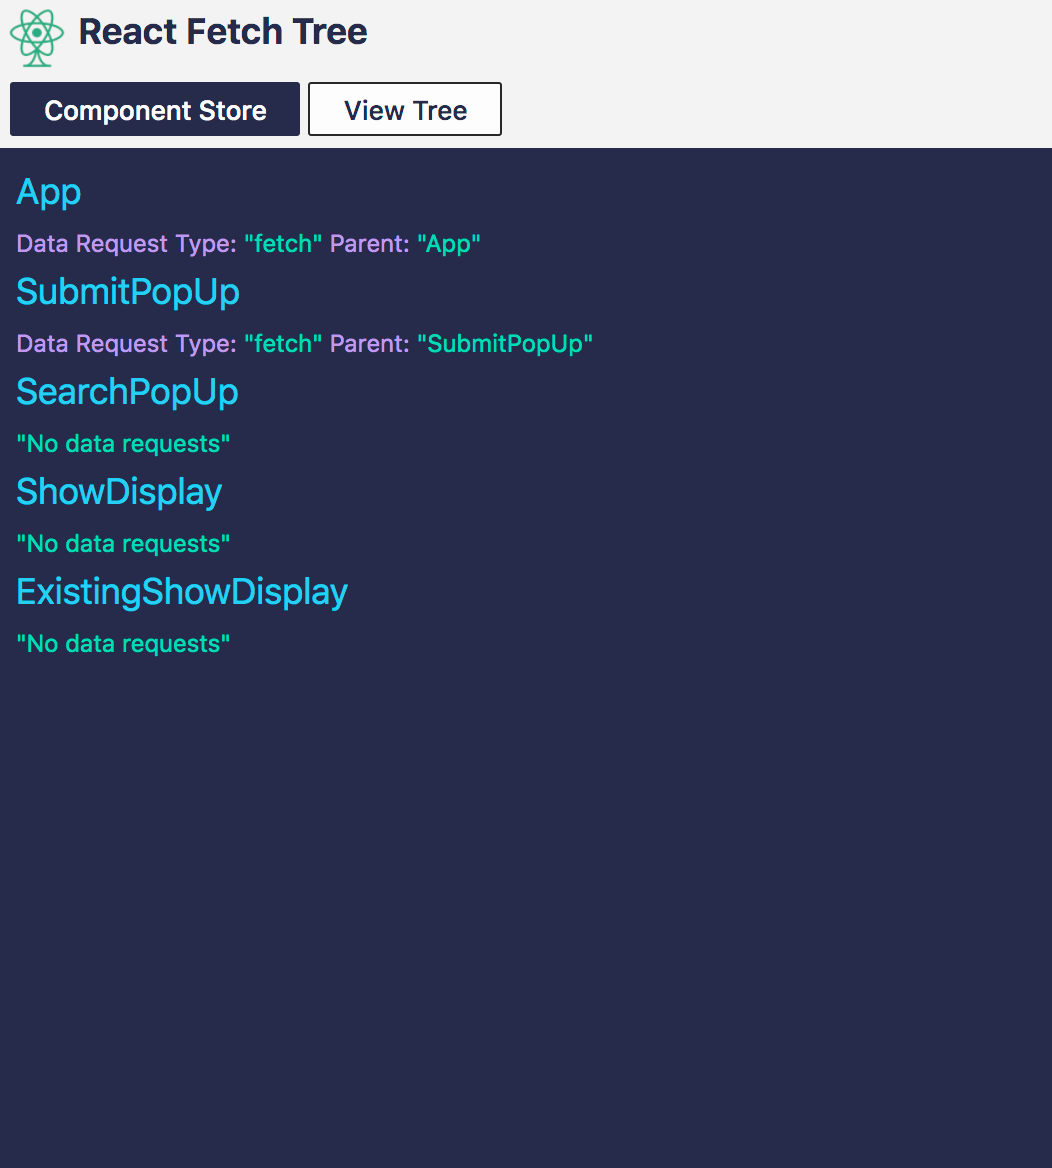 React Fetch Tree
Component Store View Tree
App
Data Request Type: "fetch" Parent: "App"
SubmitPopUp
Data Request Type: "fetch" Parent: "SubmitPopUp"
SearchPopUp
"No data requests"
ShowDisplay
"No data requests"
ExistingShowDisplay
"No data requests"